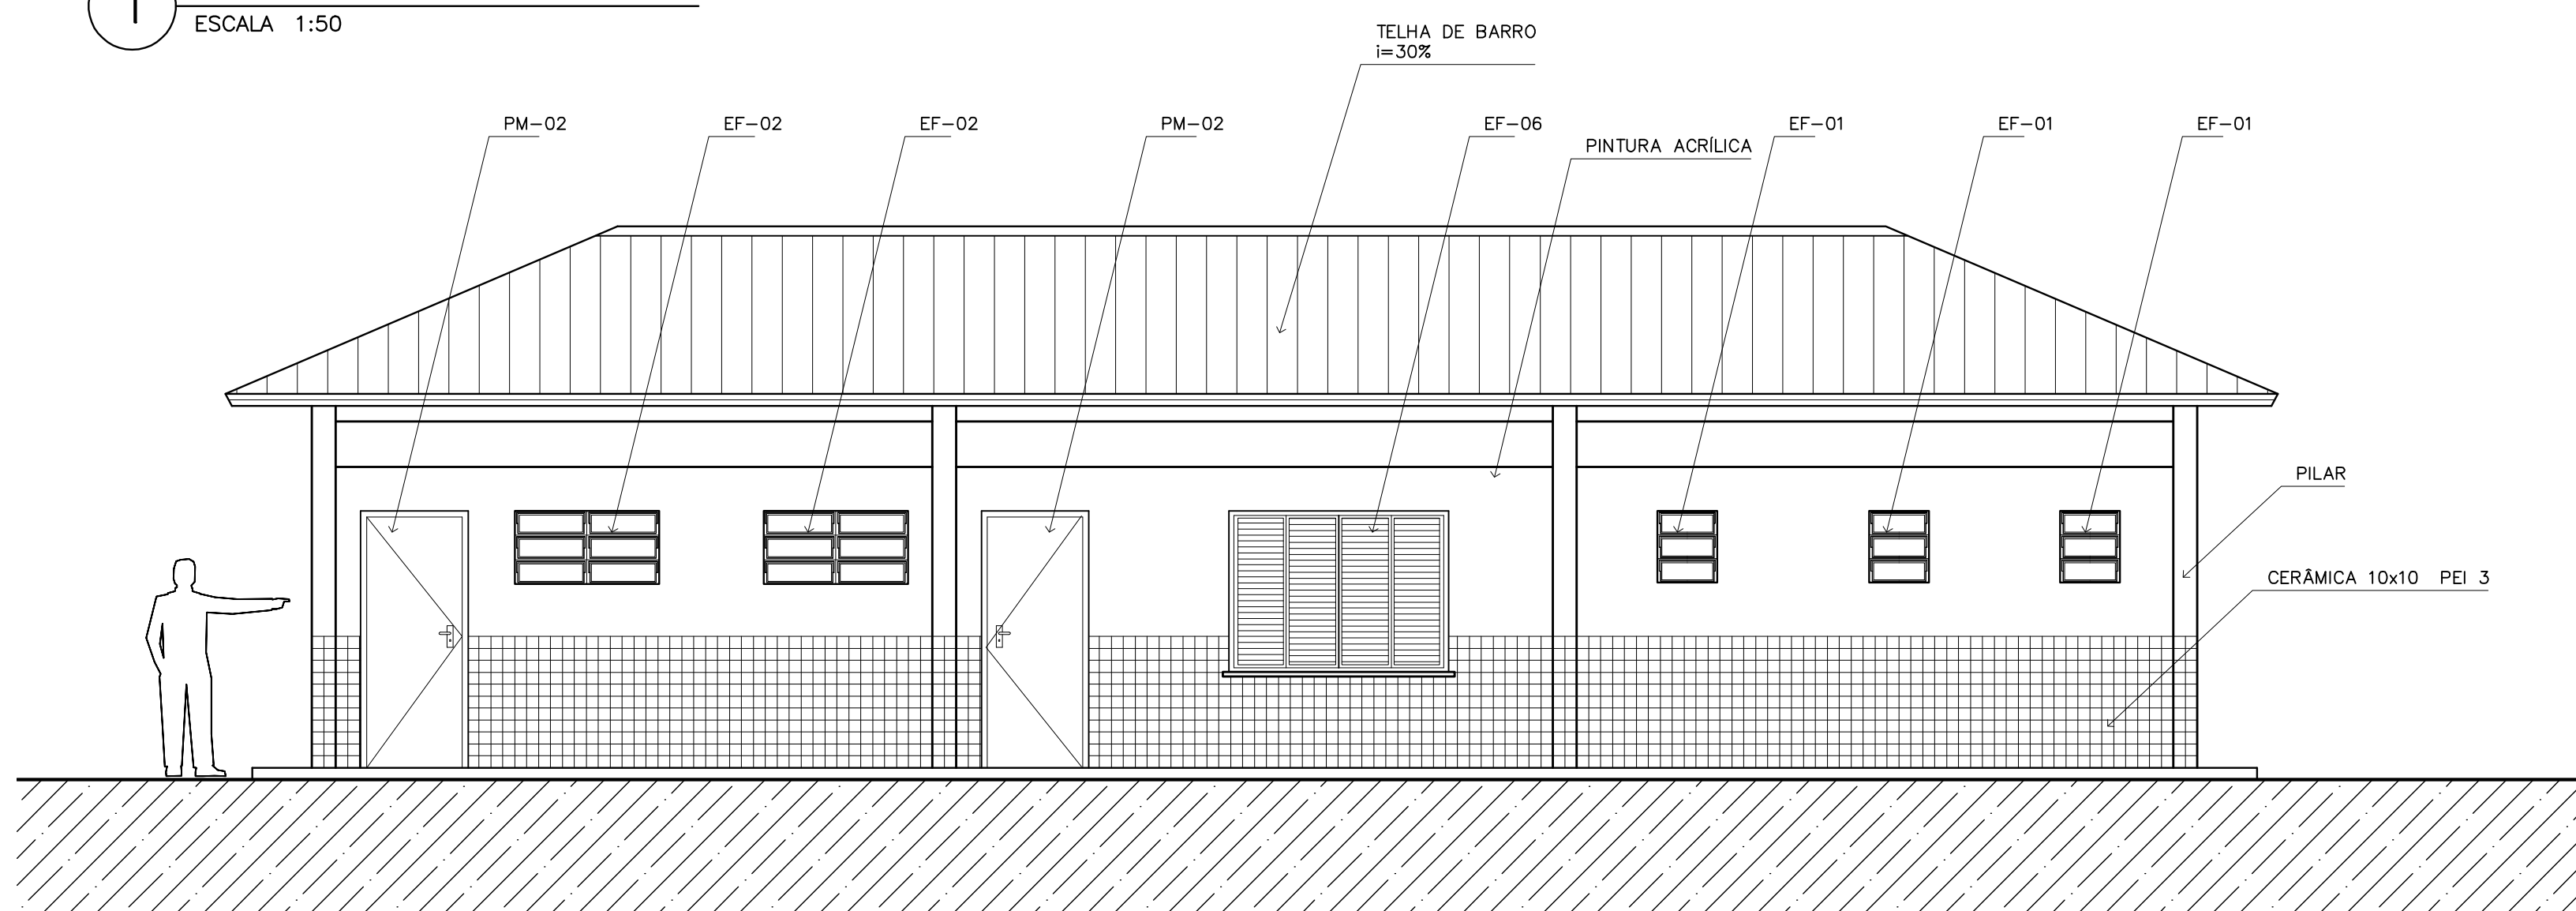 1
ESCALA 1:50
TELHA DE BARRO
i=30%
PM-02
EF-02
EF-02
PM-02
EF-06
PINTURA ACRÍLICA
EF-01
EF-01
EF-01
PILAR
CERÂMICA 10x10 PEI 3